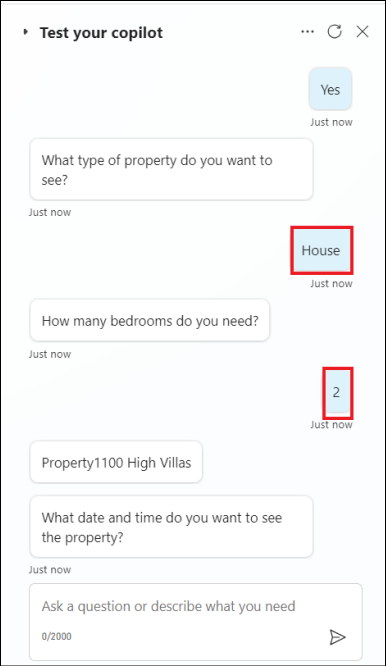 Test your copilot
Yes
Just now
What type of property do you want to
see?
Just now
House
Just now
How many bedrooms do you need?
Just now
2
Just now
Property1100 High Villas
What date and time do you want to see
the property?
Just now
Ask a question or describe what you need
0/2000